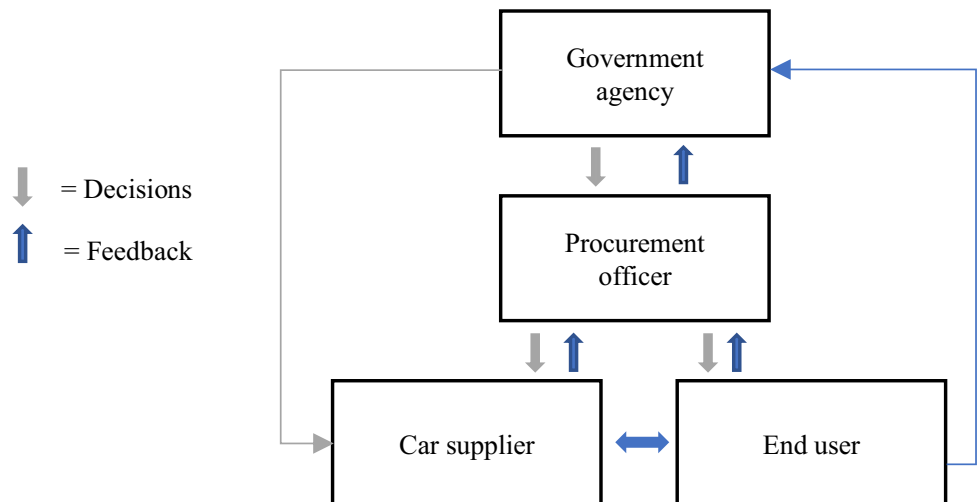 Government
agency
= Decisions
= Feedback
Procurement
officer
Car supplier
End user